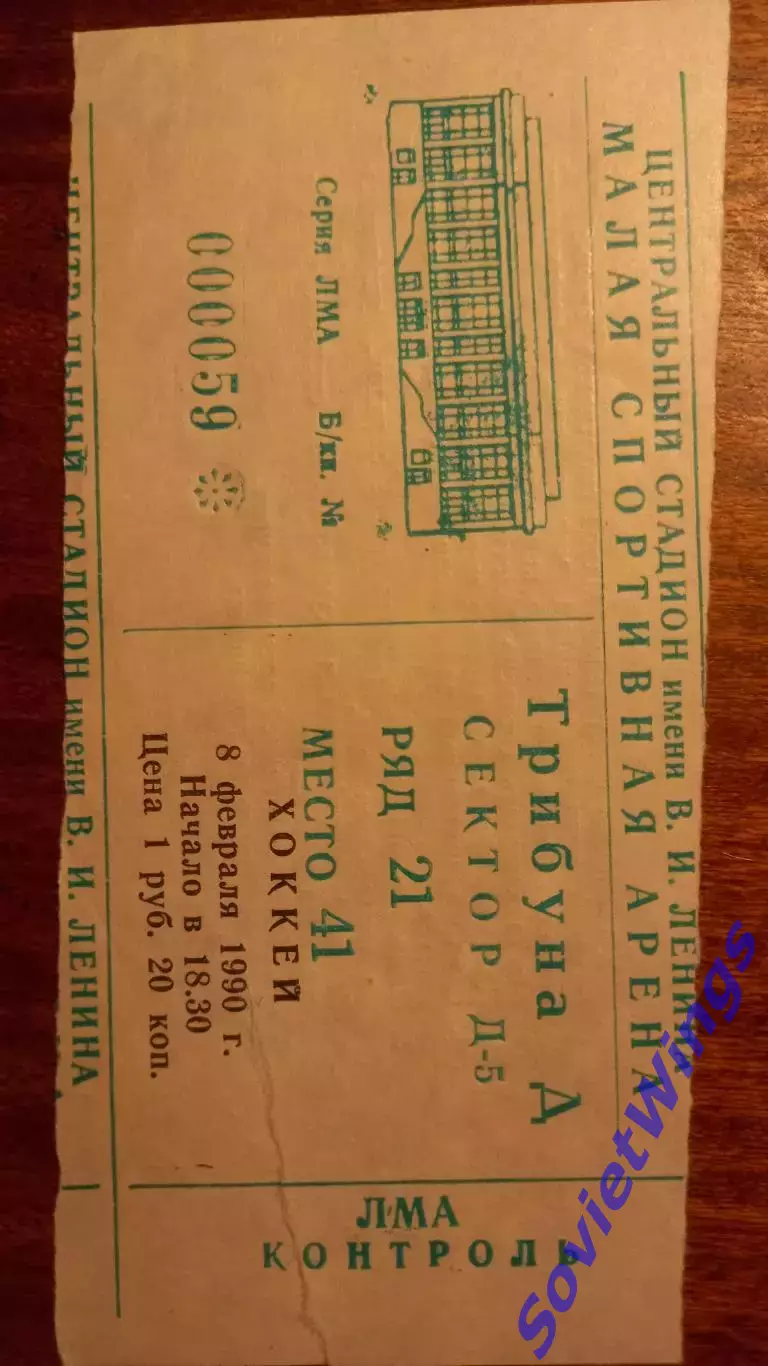 ЦЕНТРАЛЬНЫЙ СТАДИОН имени В. И. ЛЕНИНА
МАЛАЯ СПОРТИВНАЯ АРЕНА
Серия ЛМА Б/кп. №
000059
Трибуна Д
СЕКТОР Д-5
РЯД 21
МЕСТО 41
ХОККЕЙ
8 февраля 1990 г.
Начало в 18.30
Цена 1 руб. 20 коп.
ЛМА
КОНТРОЛЬ
ЦЕНТРАЛЬНЫЙ СТАДИОН имени В. И. ЛЕНИНА
SovietWings